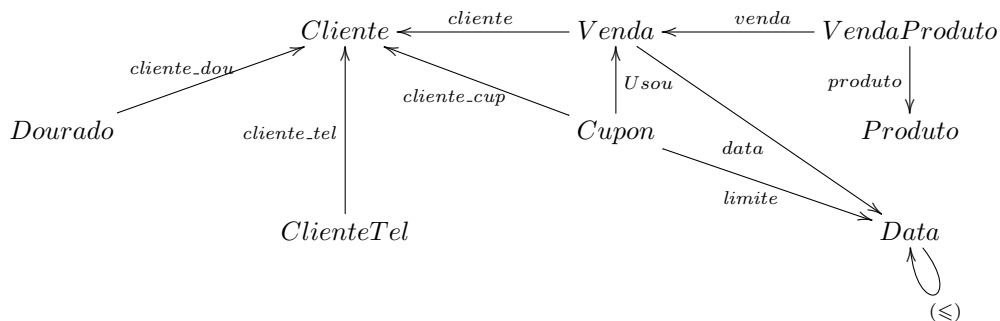 cliente venda
Cliente Venda VendaProduto
cliente_dou cliente_cup Usou produto
Dourado cliente_tel Cupon Produto
data
limite
ClienteTel Data
(⩽)